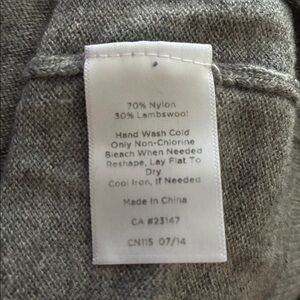 70% Nylon
30% Lambswool
Hand Wash Cold
Only Non-Chlorine
Bleach When Needed
Reshape, Lay Flat To
Dry
Cool Iron, If Needed
Made In China
CA #23147
CN115 07/14